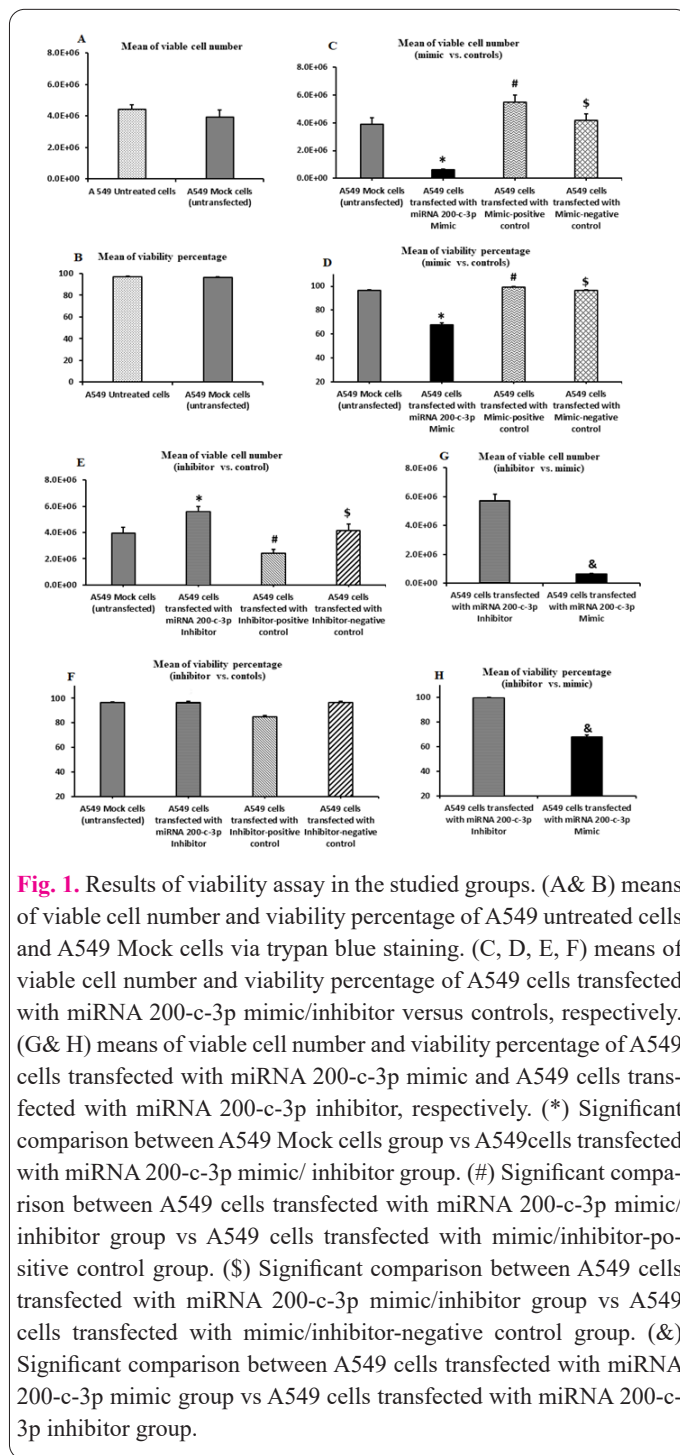 A
Mean of viable cell number
8.0E+06
6.0E+06
4.0E+06
2.0E+06
0.0E+00
A 549 Untreated cells
A549 Mock cells
(untransfected)
C
Mean of viable cell number
(mimic vs. controls)
8.0E+06
6.0E+06
4.0E+06
2.0E+06
0.0E+00
*
#
$
A549 Mock cells
(untransfected)
A549 cells
transfected with
miRNA 200-c-3p
Mimic
A549 cells
transfected with
Mimic-positive
control
A549 cells
transfected with
Mimic-negative
control
B
Mean of viability percentage
100
80
60
40
20
0
A549 Untreated cells
A549 Mock cells
(untransfected)
D
Mean of viability percentage
(mimic vs. controls)
100
80
60
40
20
*
#
$
A549 Mock cells
(untransfected)
A549 cells
transfected with
miRNA 200-c-3p
Mimic
A549 cells
transfected with
Mimic-positive
control
A549 cells
transfected with
Mimic-negative
control
E
Mean of viable cell number
(inhibitor vs. control)
8.0E+06
6.0E+06
4.0E+06
2.0E+06
0.0E+00
*
#
$
A549 Mock cells
(untransfected)
A549 cells
transfected with
miRNA 200-c-3p
Inhibitor
A549 cells
transfected with
Inhibitor-positive
control
A549 cells
transfected with
Inhibitor-negative
control
G
Mean of viable cell number
(inhibitor vs. mimic)
8.0E+06
6.0E+06
4.0E+06
2.0E+06
0.0E+00
&
A549 cells transfected
with miRNA 200-c-3p
Inhibitor
A549 cells transfected
with miRNA 200-c-3p
Mimic
F
Mean of viability percentage
(inhibitor vs. contols)
100
80
60
40
20
A549 Mock cells
(untransfected)
A549 cells
transfected with
miRNA 200-c-3p
Inhibitor
A549 cells
transfected with
Inhibitor-positive
control
A549 cells
transfected with
Inhibitor-negative
control
H
Mean of viability percentage
(inhibitor vs. mimic)
100
80
60
40
20
&
A549 cells transfected
with miRNA 200-c-3p
Inhibitor
A549 cells transfected
with miRNA 200-c-3p
Mimic
Fig. 1. Results of viability assay in the studied groups. (A& B) means
of viable cell number and viability percentage of A549 untreated cells
and A549 Mock cells via trypan blue staining. (C, D, E, F) means of
viable cell number and viability percentage of A549 cells transfected
with miRNA 200-c-3p mimic/inhibitor versus controls, respectively.
(G& H) means of viable cell number and viability percentage of A549
cells transfected with miRNA 200-c-3p mimic and A549 cells trans-
fected with miRNA 200-c-3p inhibitor, respectively. (*) Significant
comparison between A549 Mock cells group vs A549cells transfected
with miRNA 200-c-3p mimic/ inhibitor group. (#) Significant compa-
rison between A549 cells transfected with miRNA 200-c-3p mimic/
inhibitor group vs A549 cells transfected with mimic/inhibitor-po-
sitive control group. ($) Significant comparison between A549 cells
transfected with miRNA 200-c-3p mimic/inhibitor group vs A549
cells transfected with mimic/inhibitor-negative control group. (&)
Significant comparison between A549 cells transfected with miRNA
200-c-3p mimic group vs A549 cells transfected with miRNA 200-c-
3p inhibitor group.